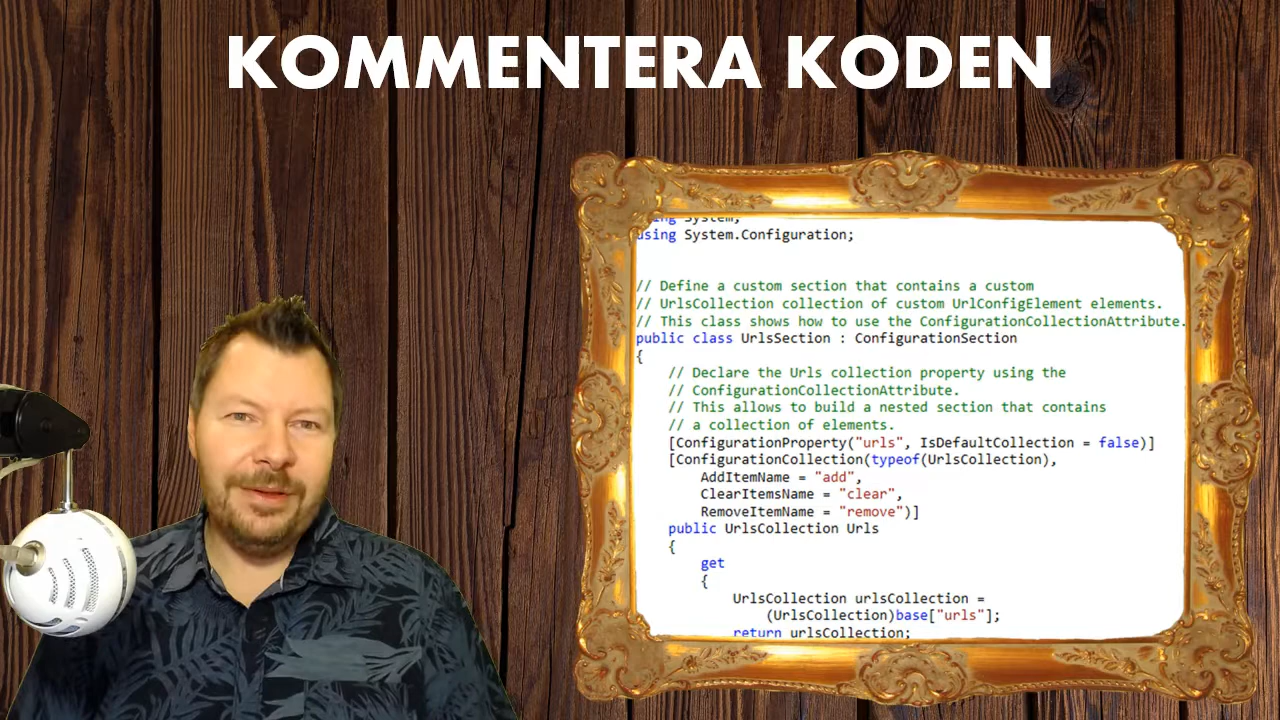 KOMMENTERA KODEN
using System;
using System.Configuration;
// Define a custom section that contains a custom
// UrlsCollection collection of custom UrlConfigElement elements.
// This class shows how to use the ConfigurationCollectionAttribute.
public class UrlsSection : ConfigurationSection
{
// Declare the Urls collection property using the
// ConfigurationCollectionAttribute.
// This allows to build a nested section that contains
// a collection of elements.
[ConfigurationProperty("urls", IsDefaultCollection = false)]
[ConfigurationCollection(typeof(UrlsCollection),
AddItemName = "add",
ClearItemsName = "clear",
RemoveItemName = "remove")]
public UrlsCollection Urls
{
get
{
UrlsCollection urlsCollection =
(UrlsCollection)base["urls"];
return urlsCollection;